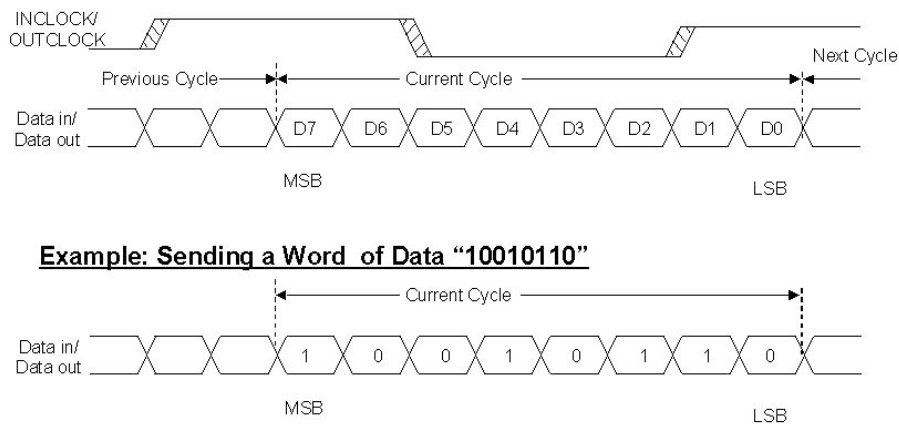 INCLOCK/
OUTCLOCK
Next Cycle
Previous Cycle
Current Cycle
Data in/
Data out
D7 D6 D5 D4 D3 D2 D1 D0
MSB
LSB
Example: Sending a Word of Data “10010110”
Current Cycle
Data in/
Data out
1 0 0 1 0 1 1 0
MSB
LSB